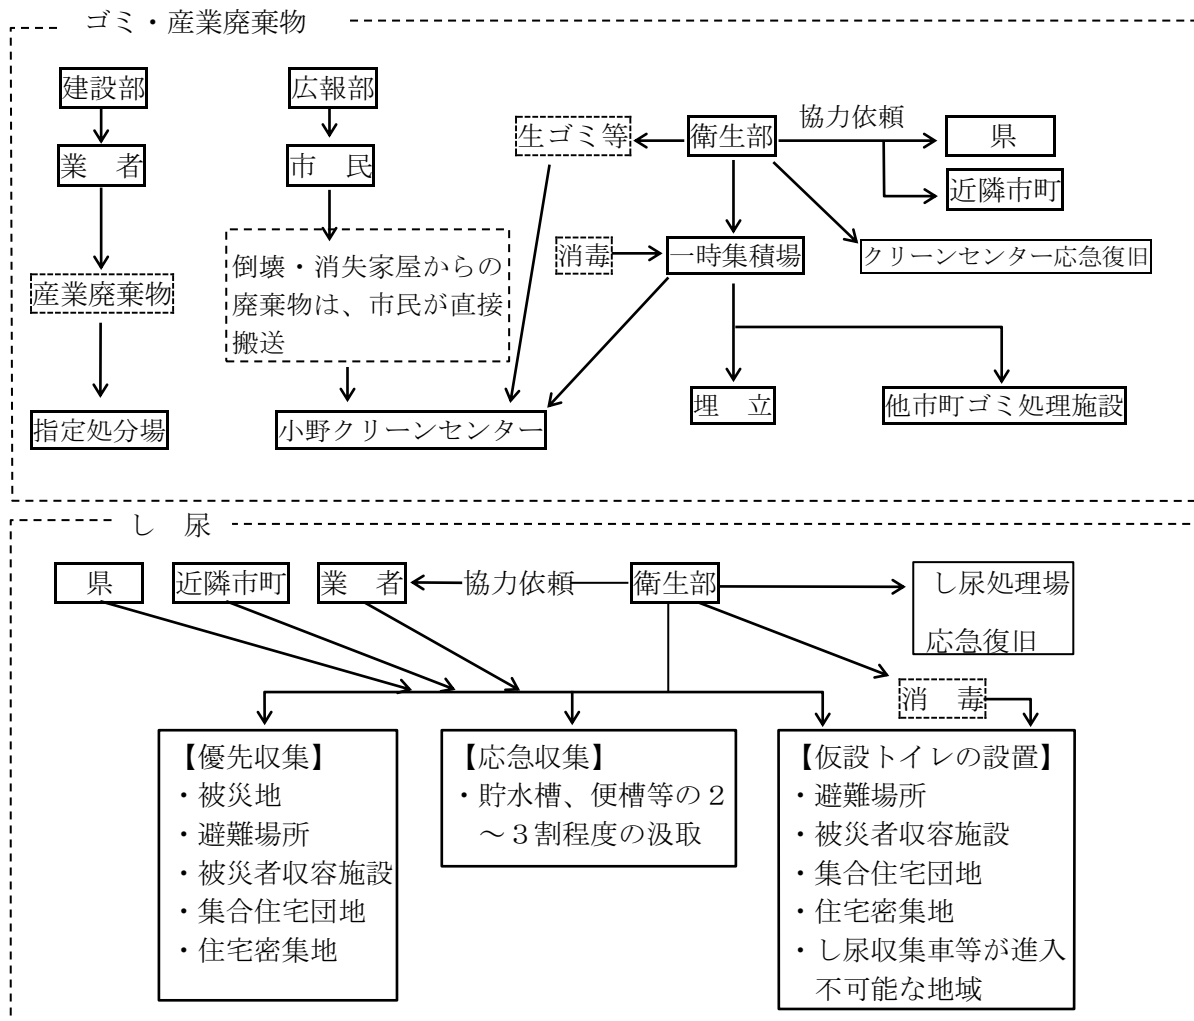 ゴミ・産業廃棄物
建設部
広報部
協力依頼
業　者
市　民
生ゴミ等
衛生部
県
近隣市町
倒壊・消失家屋からの
廃棄物は、市民が直接
搬送
消毒
一時集積場
クリーンセンター応急復旧
産業廃棄物
指定処分場
小野クリーンセンター
埋　立
他市町ゴミ処理施設
し　尿
県
近隣市町
業　者
協力依頼
衛生部
し尿処理場
応急復旧
消　毒
【優先収集】
・被災地
・避難場所
・被災者収容施設
・集合住宅団地
・住宅密集地
【応急収集】
・貯水槽、便槽等の２
～３割程度の汲取
【仮設トイレの設置】
・避難場所
・被災者収容施設
・集合住宅団地
・住宅密集地
・し尿収集車等が進入
不可能な地域